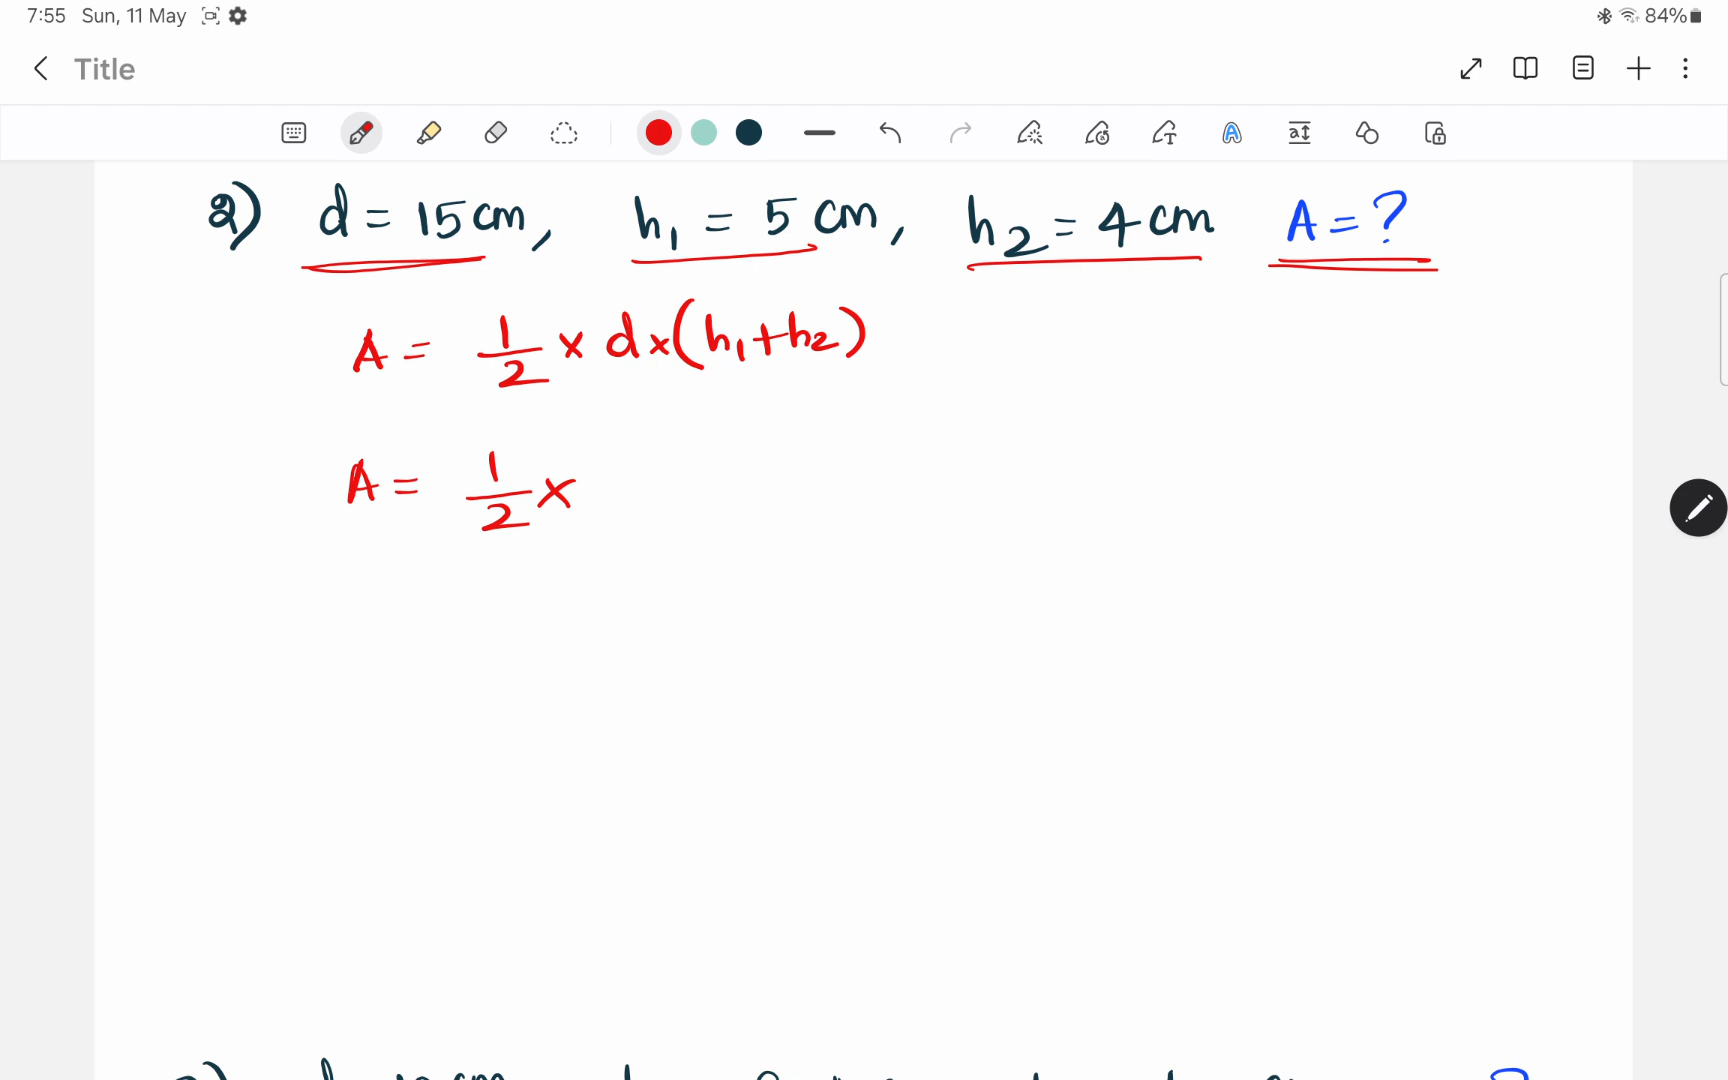 7:55 Sun, 11 May 84%
Title
2) d = 15 cm, h₁ = 5 cm, h₂ = 4 cm A = ?
A = 1/2 × d × (h₁ + h₂)
A = 1/2 ×